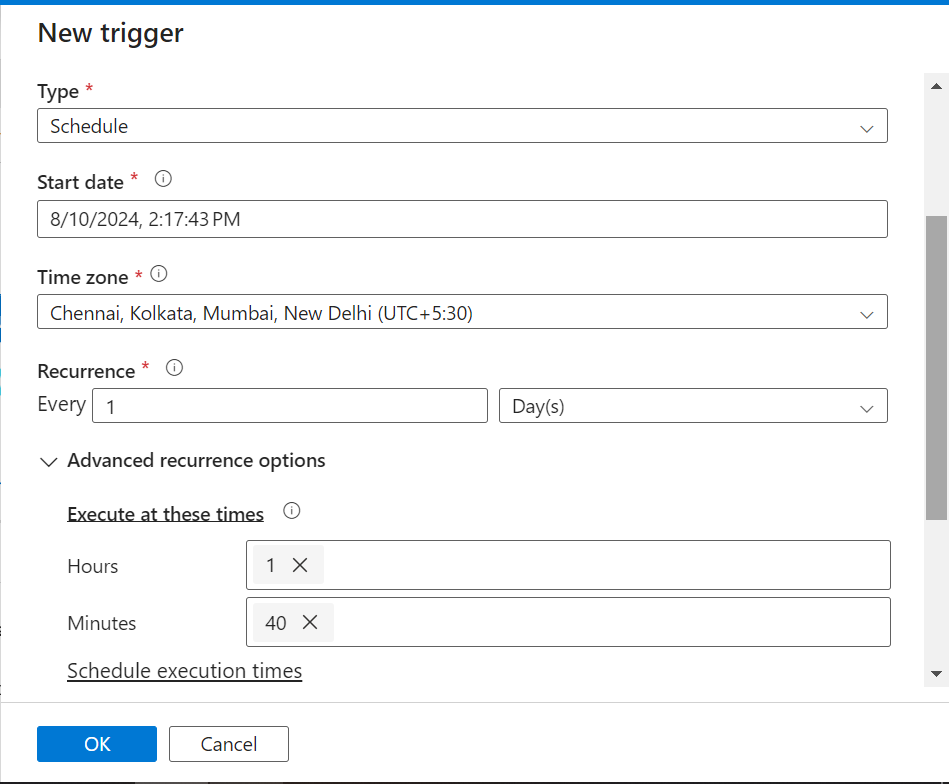 New trigger
Type *
Schedule
Start date *
8/10/2024, 2:17:43 PM
Time zone *
Chennai, Kolkata, Mumbai, New Delhi (UTC+5:30)
Recurrence *
Every 1 Day(s)
Advanced recurrence options
Execute at these times
Hours 1
Minutes 40
Schedule execution times
OK Cancel